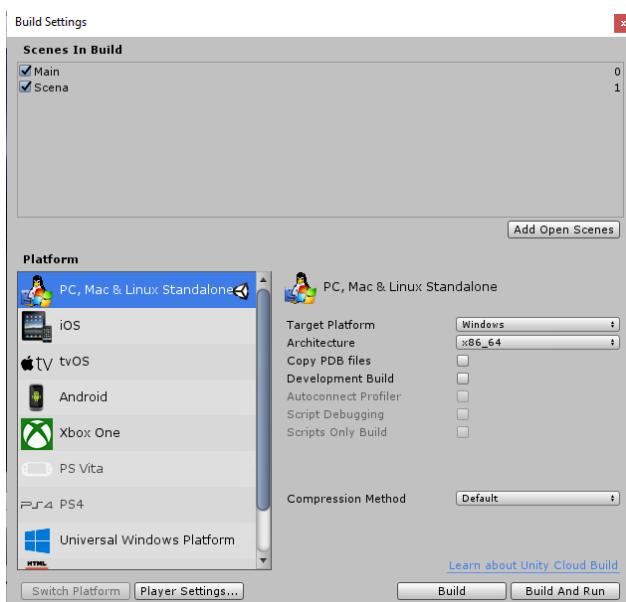 Build Settings
x
Scenes In Build
Main 0
Scena 1
Add Open Scenes
Platform
PC, Mac & Linux Standalone
iOS
tv tvOS
Android
Xbox One
PS Vita
PS4 PS4
Universal Windows Platform
HTML
PC, Mac & Linux Standalone
Target Platform Windows
Architecture x86_64
Copy PDB files
Development Build
Autoconnect Profiler
Script Debugging
Scripts Only Build
Compression Method Default
Learn about Unity Cloud Build
Switch Platform Player Settings... Build Build And Run